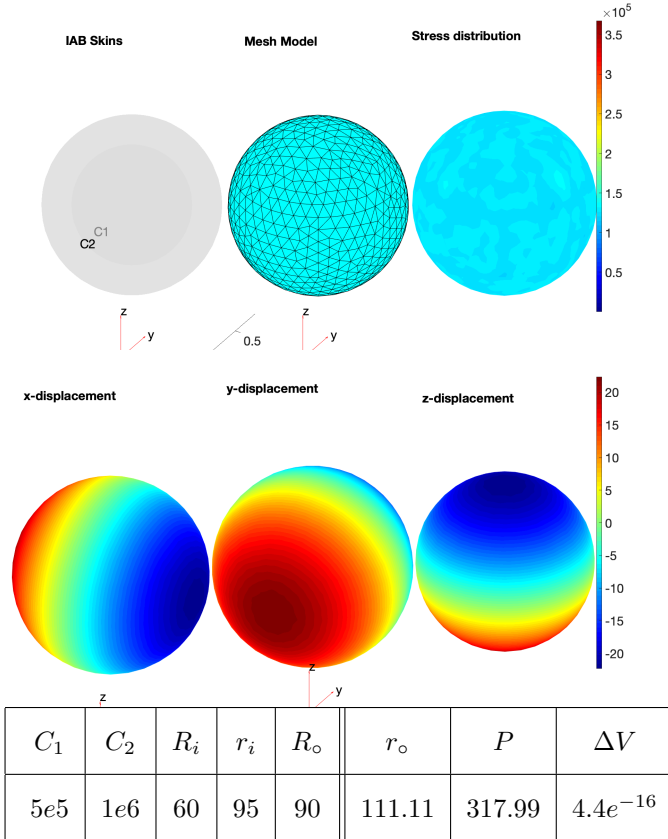 IAB Skins
Mesh Model
Stress distribution
×10⁵
3.5
3
2.5
2
1.5
1
0.5
C1
C2
z
y
0.5
z
y
x-displacement
y-displacement
z-displacement
20
15
10
5
0
-5
-10
-15
-20
z
z
y
C₁ C₂ Rᵢ rᵢ R∘ r∘ P ΔV
5e5 1e6 60 95 90 111.11 317.99 4.4e⁻¹⁶